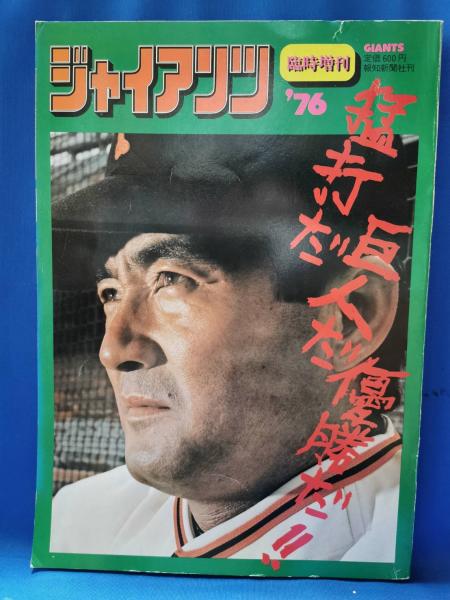 ジャイアンツ
臨時増刊
'76
GIANTS
定価600円
報知新聞社刊
猛打だ
巨人だ優勝だ!!